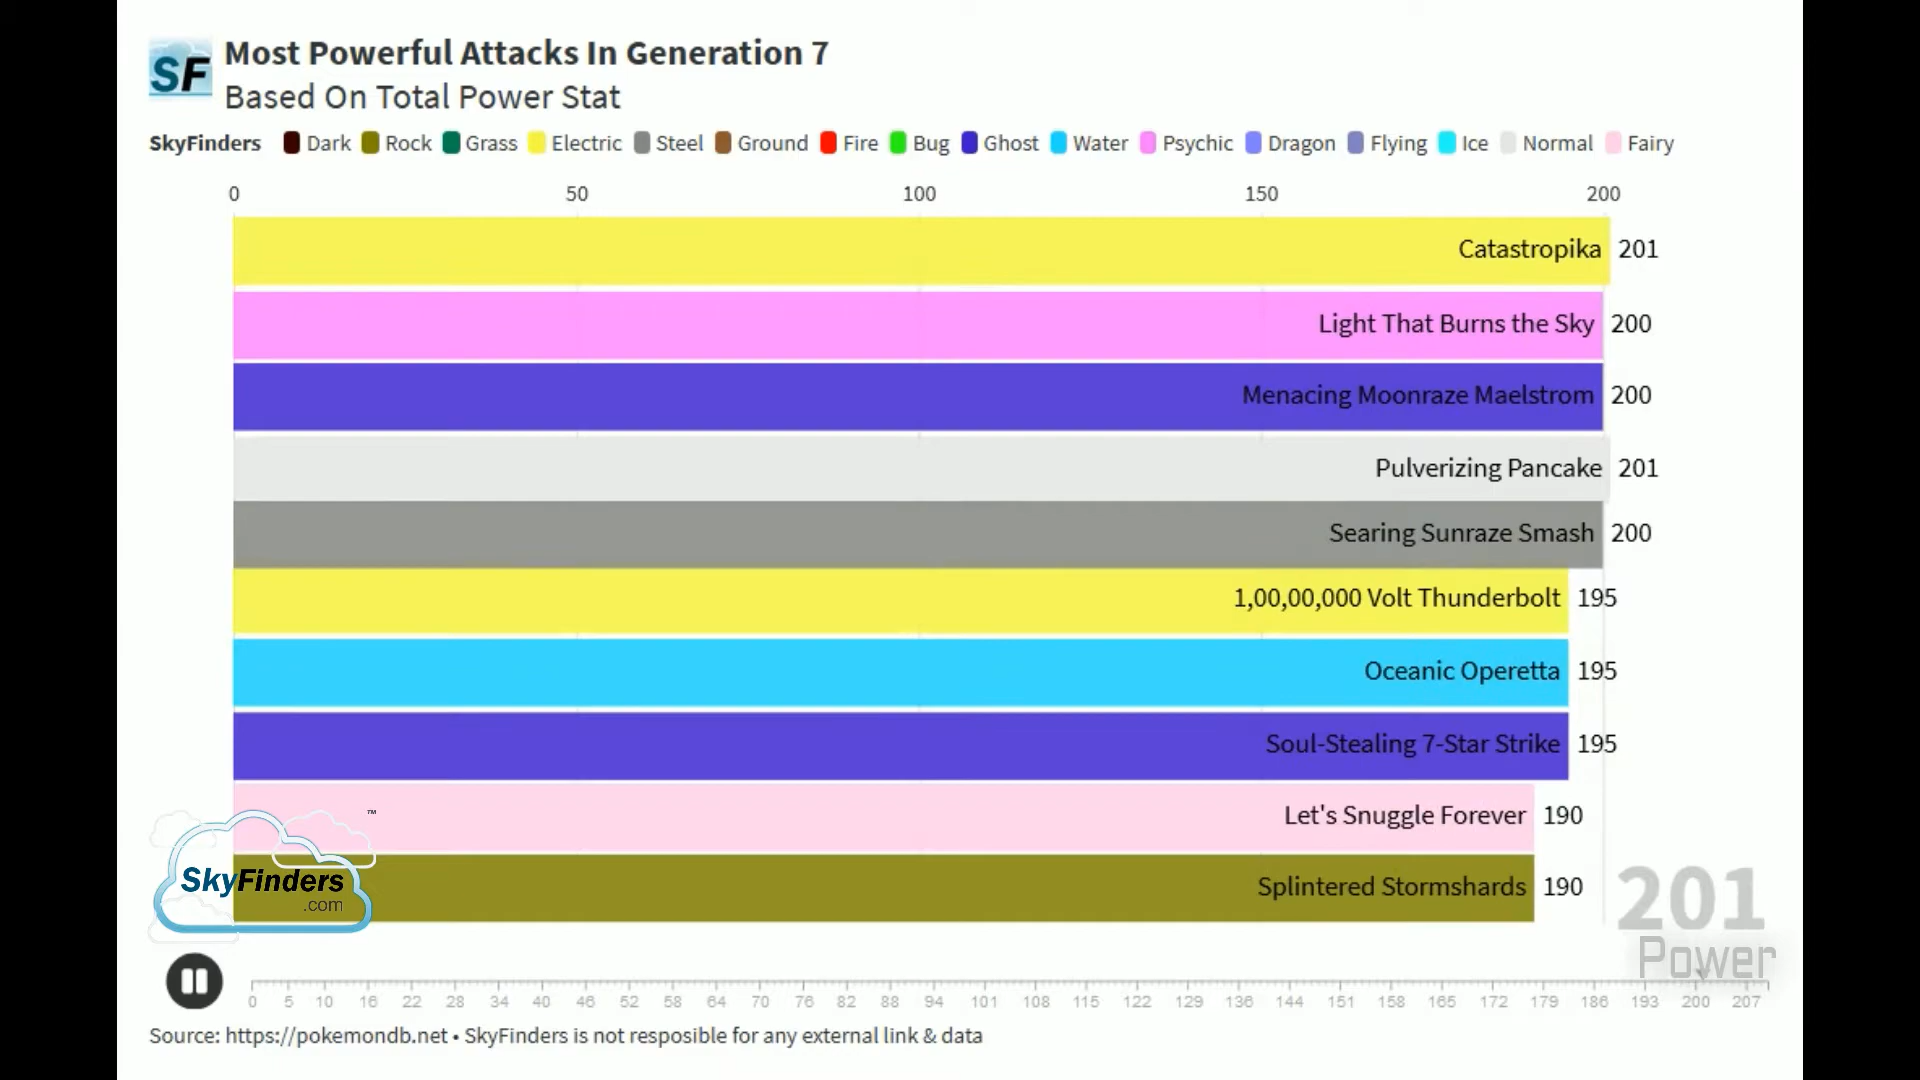 SF
Most Powerful Attacks In Generation 7
Based On Total Power Stat
SkyFinders Dark Rock Grass Electric Steel Ground Fire Bug Ghost Water Psychic Dragon Flying Ice Normal Fairy
0 50 100 150 200
Catastropika 201
Light That Burns the Sky 200
Menacing Moonraze Maelstrom 200
Pulverizing Pancake 201
Searing Sunraze Smash 200
1,00,00,000 Volt Thunderbolt 195
Oceanic Operetta 195
Soul-Stealing 7-Star Strike 195
Let's Snuggle Forever 190
Splintered Stormshards 190
SkyFinders ™
.com
201
Power
0 5 10 16 22 28 34 40 46 52 58 64 70 76 82 88 94 101 108 115 122 129 136 144 151 158 165 172 179 186 193 200 207
Source: https://pokemondb.net • SkyFinders is not resposible for any external link & data